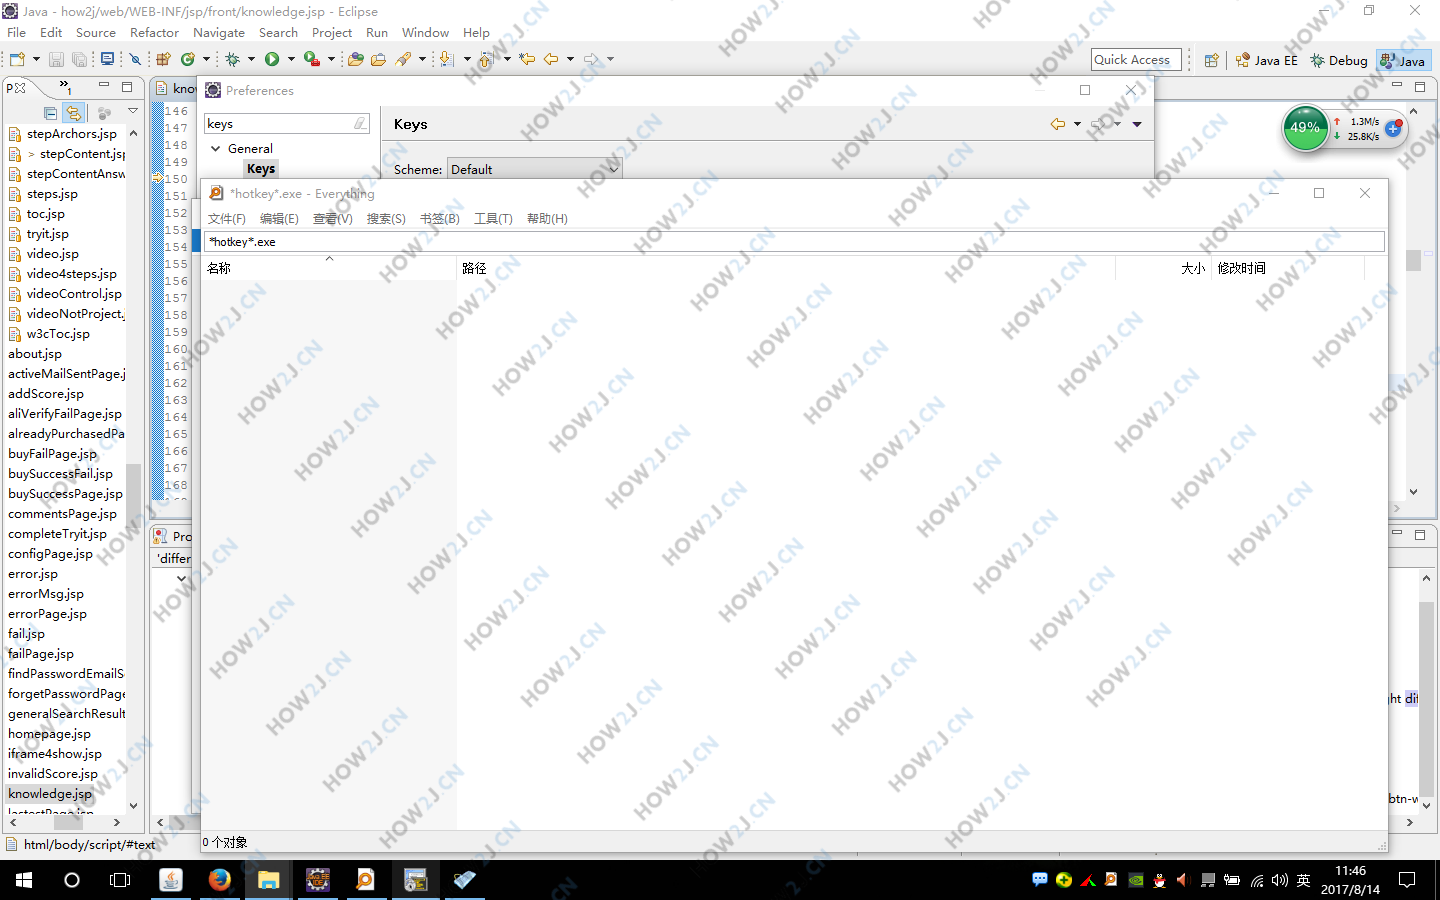 Java - how2j/web/WEB-INF/jsp/front/knowledge.jsp - Eclipse
File Edit Source Refactor Navigate Search Project Run Window Help
Quick Access
Java EE
Debug
Java
P
1
stepArchors.jsp
> stepContent.jsp
stepContentAnsw
steps.jsp
toc.jsp
tryit.jsp
video.jsp
video4steps.jsp
videoControl.jsp
videoNotProject.
w3cToc.jsp
about.jsp
activeMailSentPage.j
addScore.jsp
aliVerifyFailPage.jsp
alreadyPurchasedPa
buyFailPage.jsp
buySuccessFail.jsp
buySuccessPage.jsp
commentsPage.jsp
completeTryit.jsp
configPage.jsp
error.jsp
errorMsg.jsp
errorPage.jsp
fail.jsp
failPage.jsp
findPasswordEmailS
forgetPasswordPage
generalSearchResult
homepage.jsp
iframe4show.jsp
invalidScore.jsp
knowledge.jsp
lastestPage.jsp
kno
146
147
148
149
150
151
152
153
154
155
156
157
158
159
160
161
162
163
164
165
166
167
168
Pro
'differ
Preferences
keys
General
Keys
Keys
Scheme: Default
49%
1.3M/s
25.8K/s
*hotkey*.exe - Everything
文件(F) 编辑(E) 查看(V) 搜索(S) 书签(B) 工具(T) 帮助(H)
*hotkey*.exe
名称 路径 大小 修改时间
0 个对象
ght dif
btn-w
html/body/script/#text
英
11:46
2017/8/14
HOW2J.CN